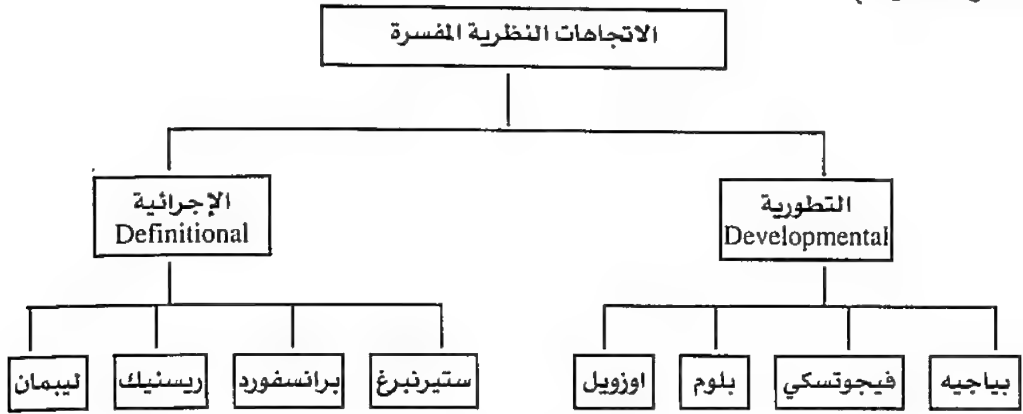 الاتجاهات النظرية المفسرة
التطورية
Developmental
الإجرائية
Definitional
بياجيه
فيجوتسكي
بلوم
اوزوبل
ستيرنبرغ
برانسفورد
ريسنيك
ليبمان